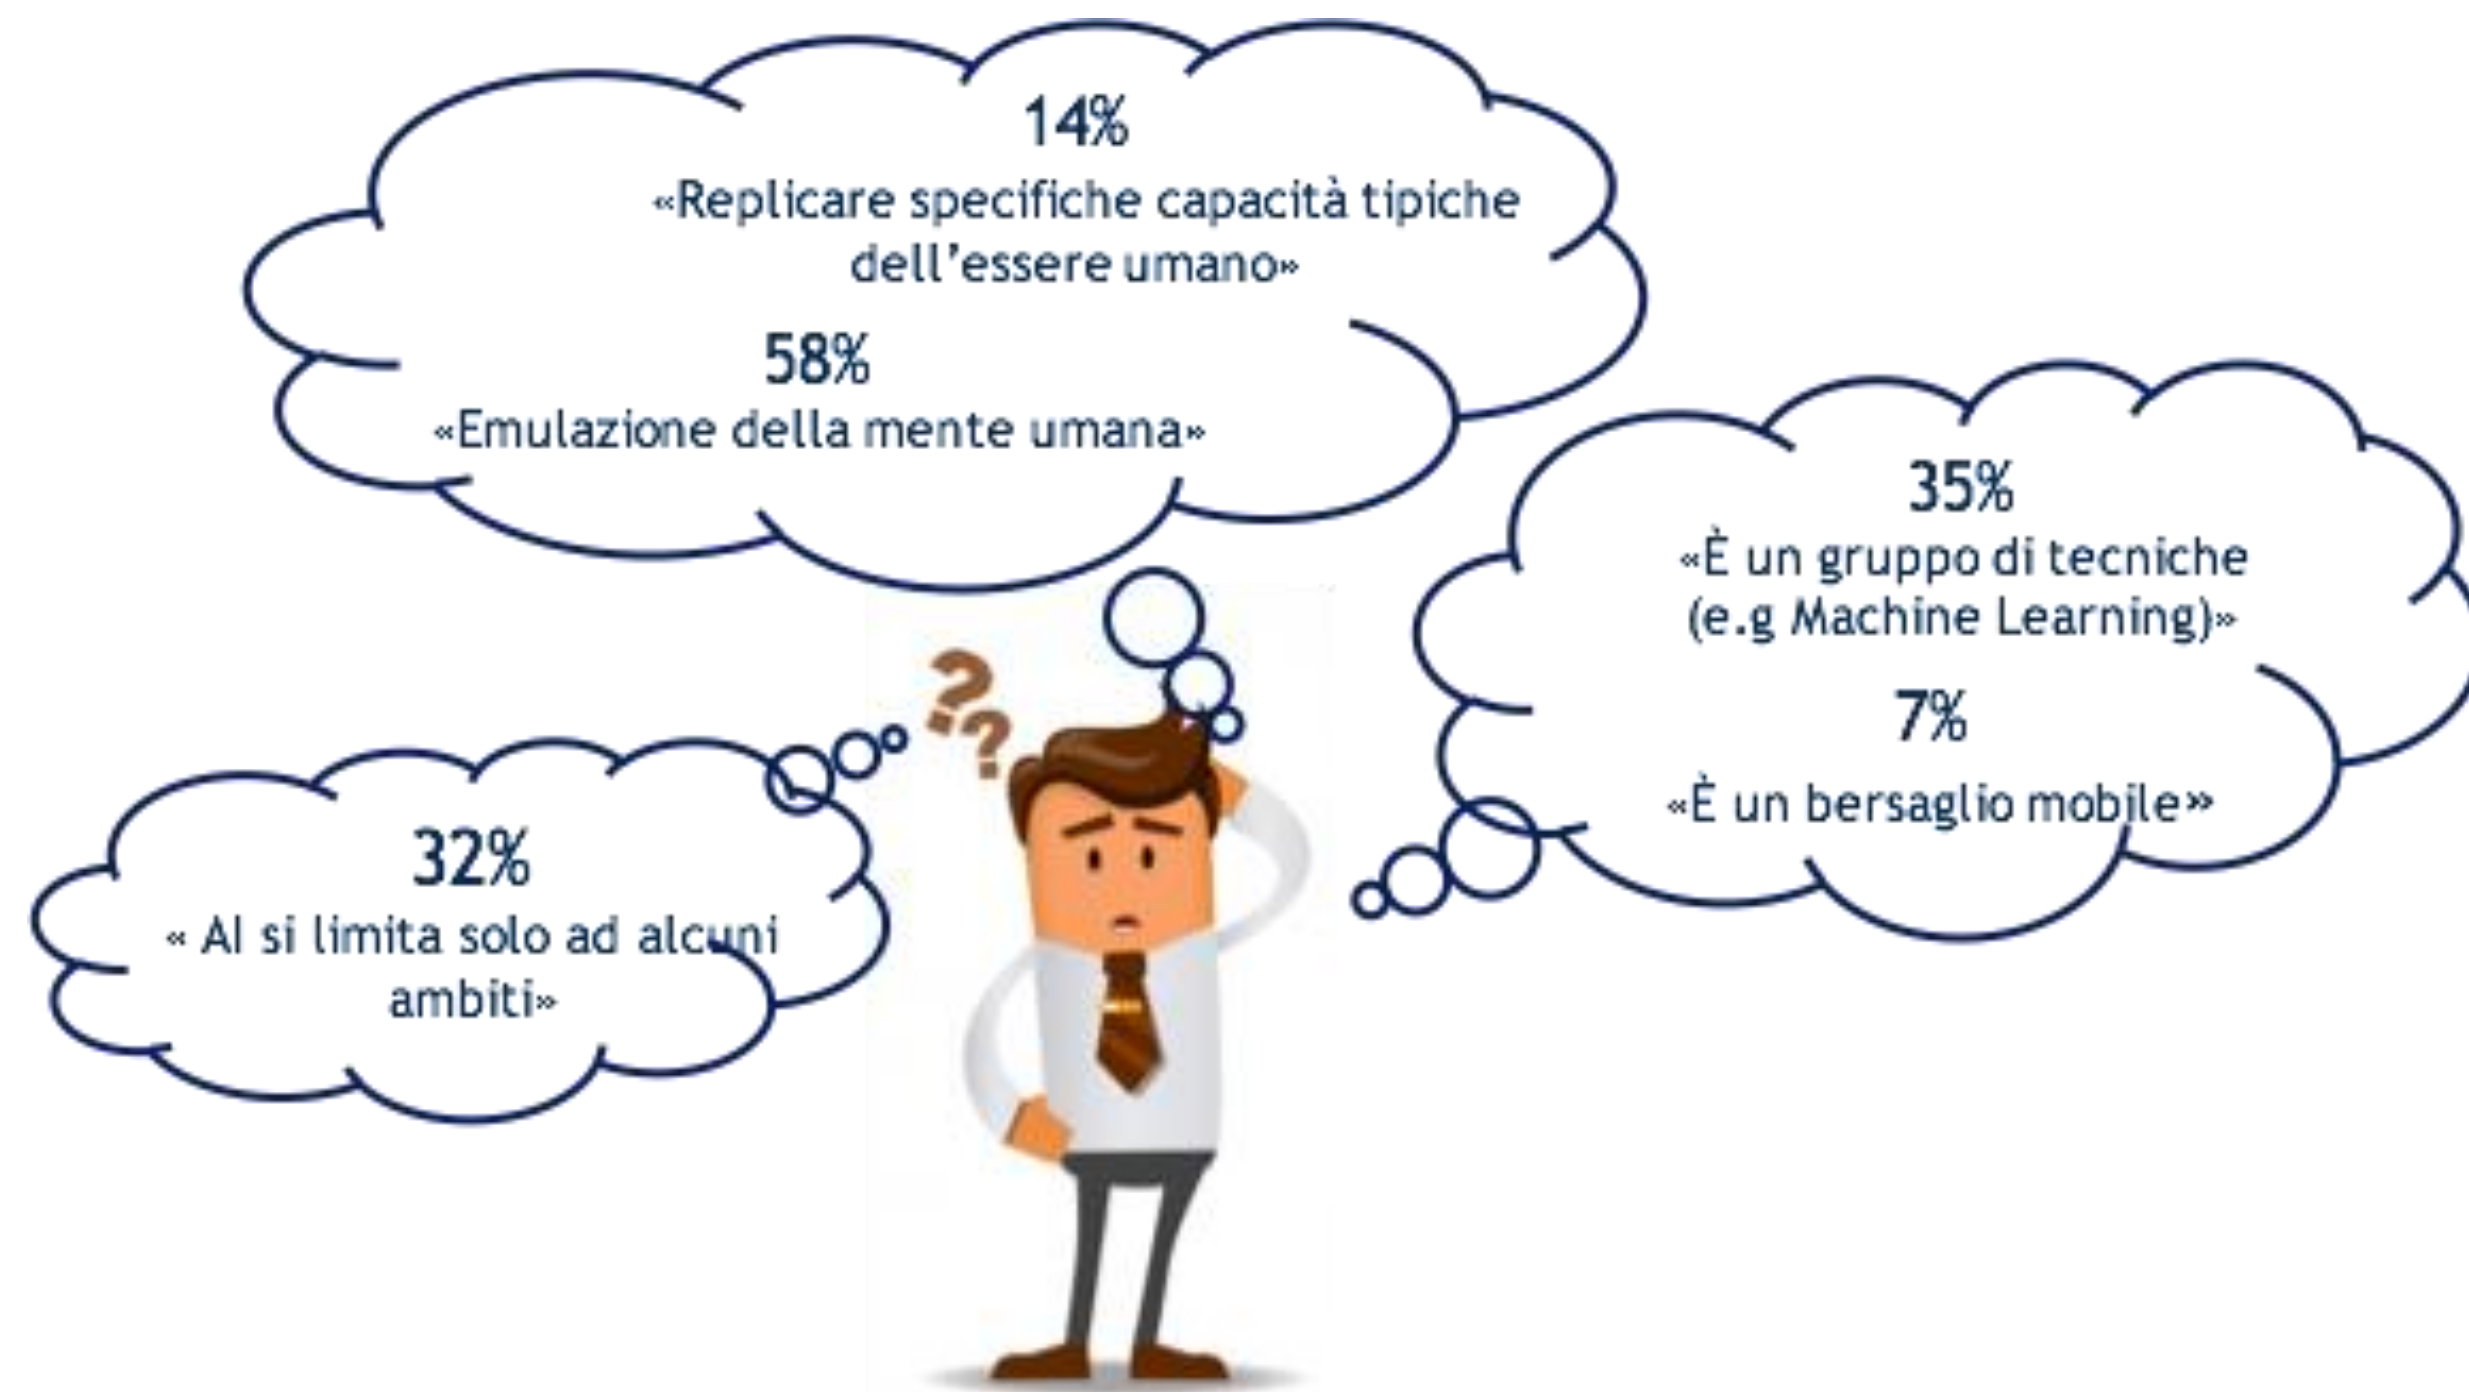 14%
«Replicare specifiche capacità tipiche
dell'essere umano»
58%
«Emulazione della mente umana»
35%
«È un gruppo di tecniche
(e.g Machine Learning)»
7%
«È un bersaglio mobile»
??
32%
« AI si limita solo ad alcuni
ambiti»